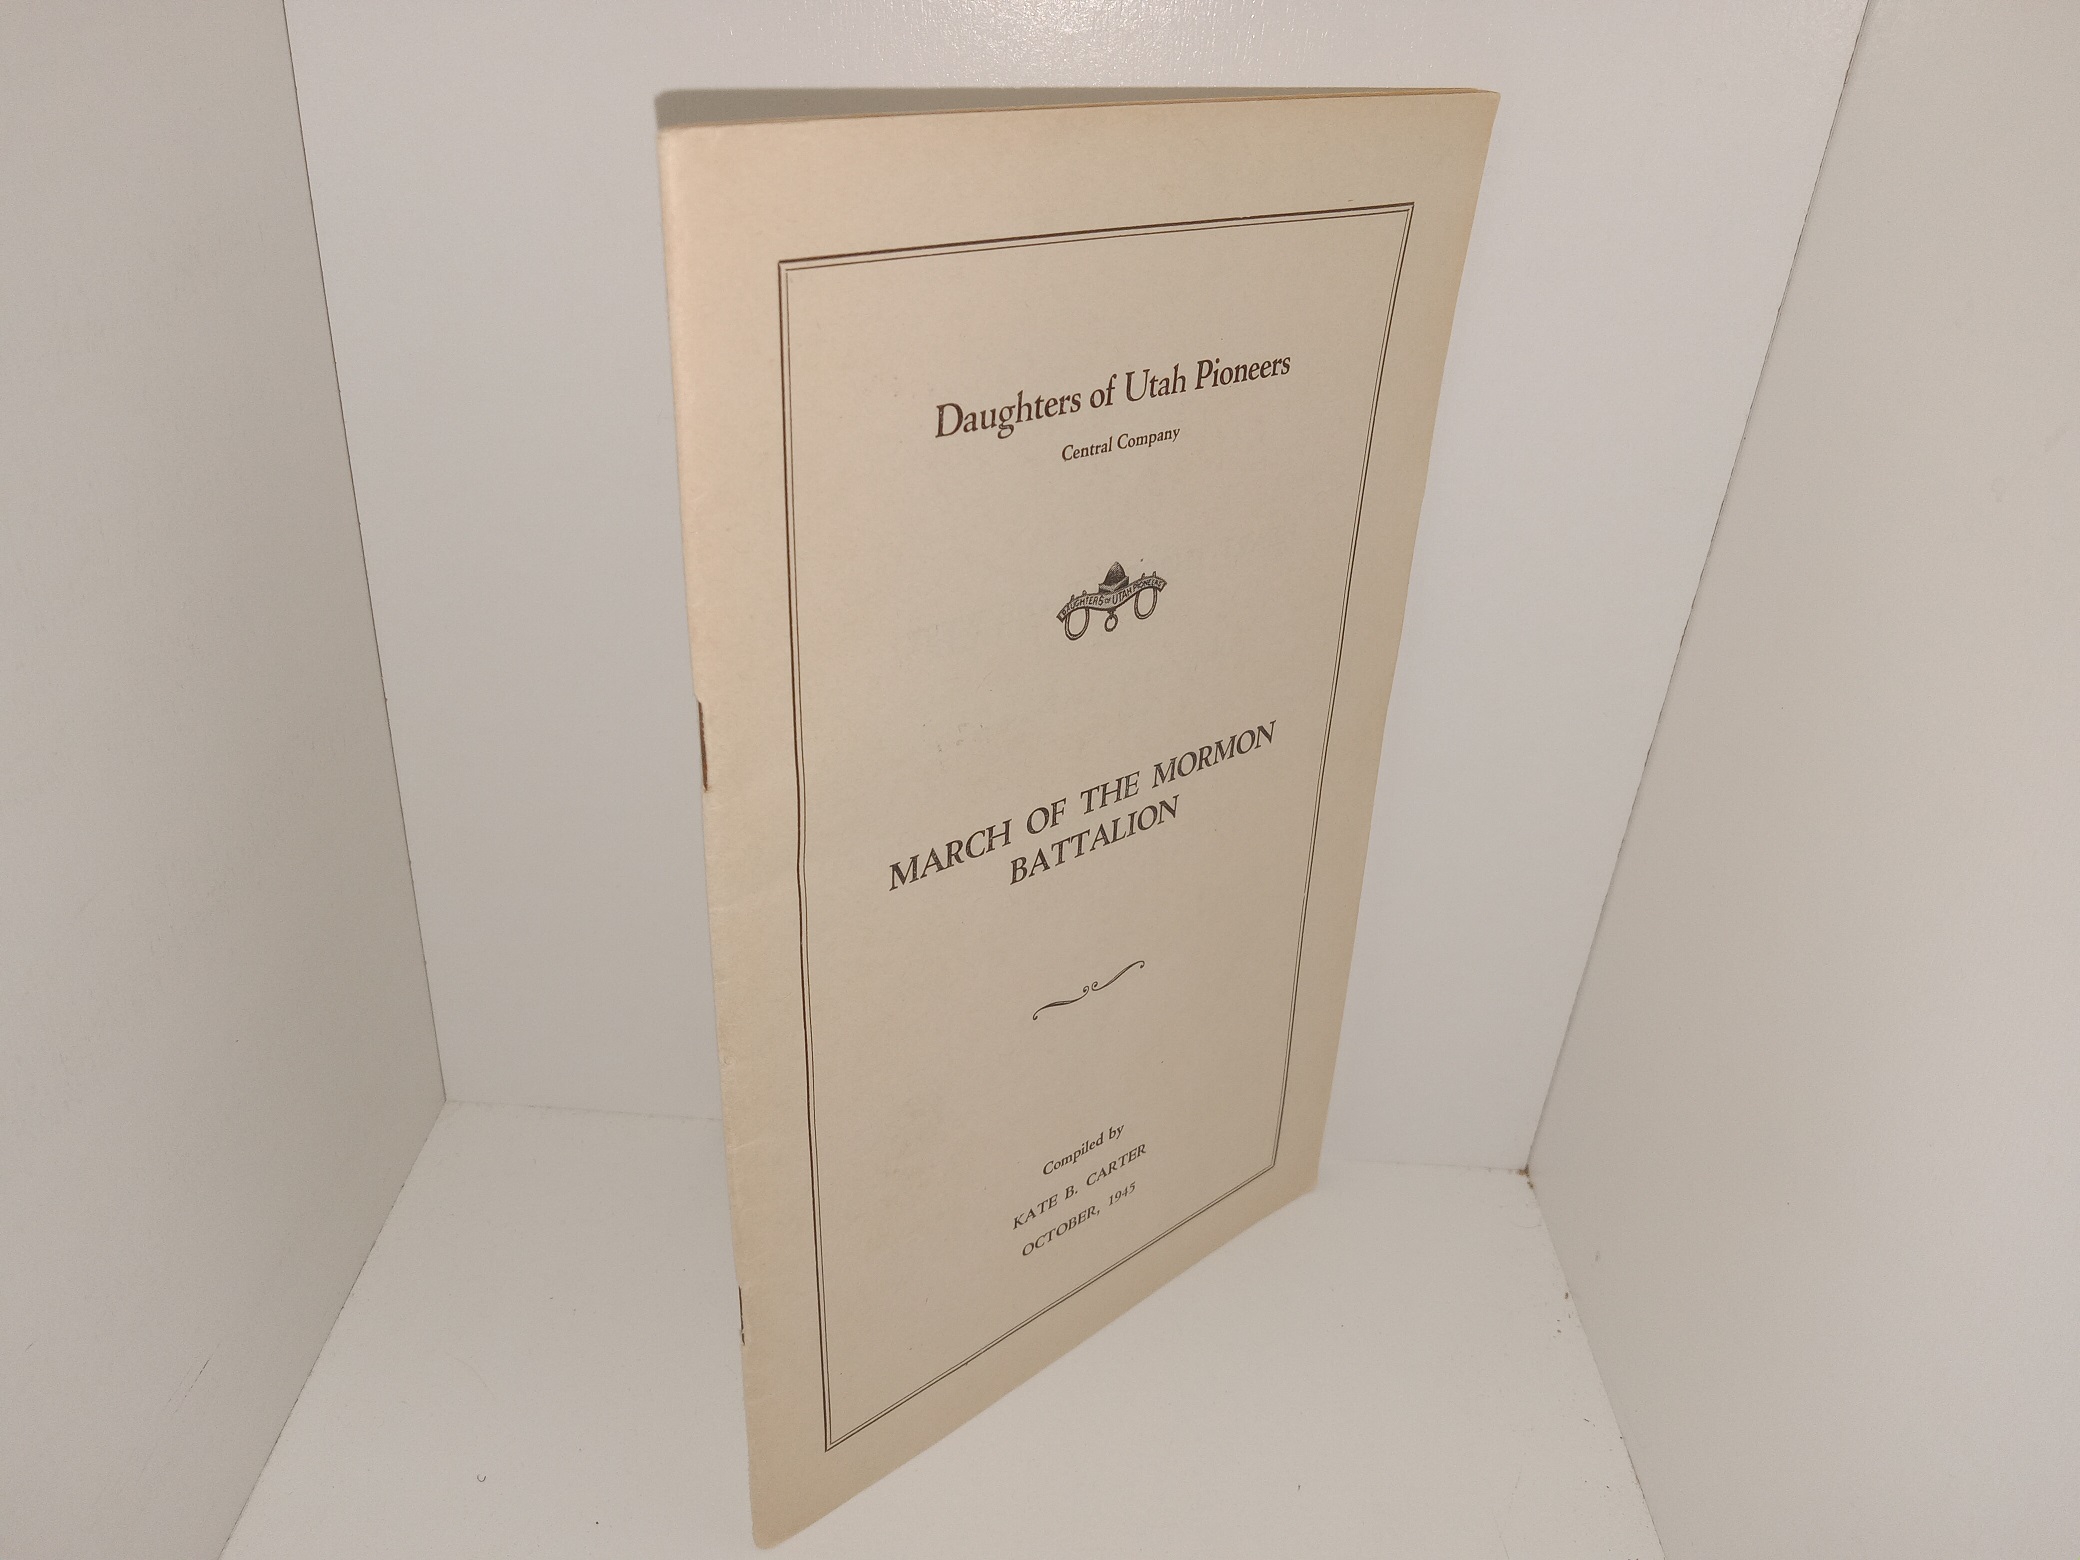 Daughters of Utah Pioneers
Central Company
DAUGHTERS OF UTAH PIONEERS
MARCH OF THE MORMON
BATTALION
Compiled by
KATE B. CARTER
OCTOBER, 1945